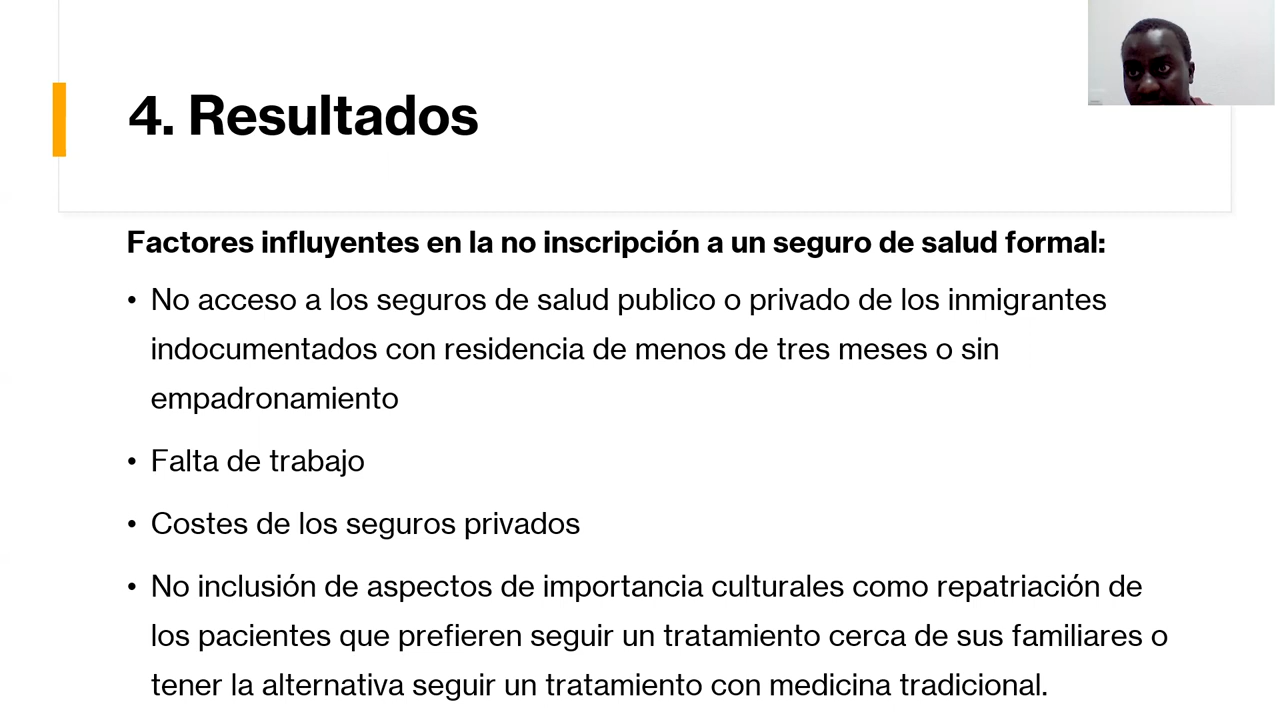 4. Resultados
Factores influyentes en la no inscripción a un seguro de salud formal:
• No acceso a los seguros de salud publico o privado de los inmigrantes
indocumentados con residencia de menos de tres meses o sin
empadronamiento
• Falta de trabajo
• Costes de los seguros privados
• No inclusión de aspectos de importancia culturales como repatriación de
los pacientes que prefieren seguir un tratamiento cerca de sus familiares o
tener la alternativa seguir un tratamiento con medicina tradicional.